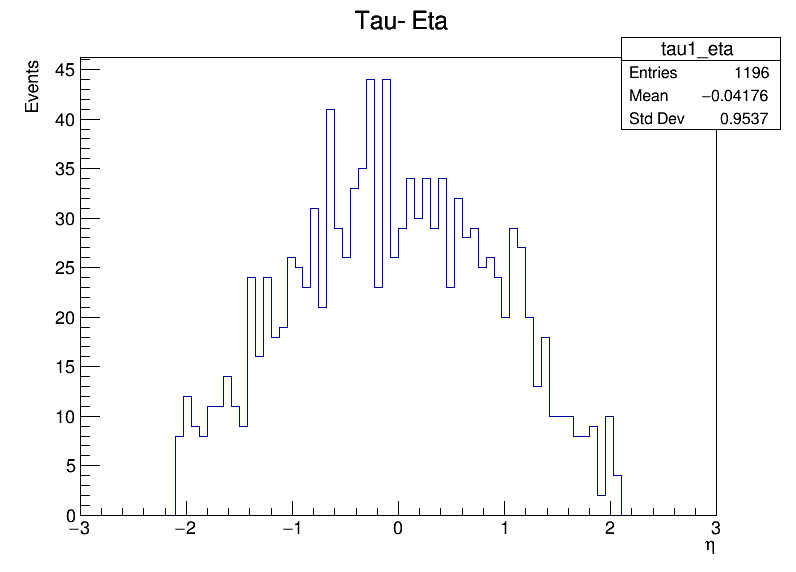 Tau- Eta
tau1_eta
Entries 1196
Mean −0.04176
Std Dev 0.9537
Events
45
40
35
30
25
20
15
10
5
0
−3 −2 −1 0 1 2 3
η